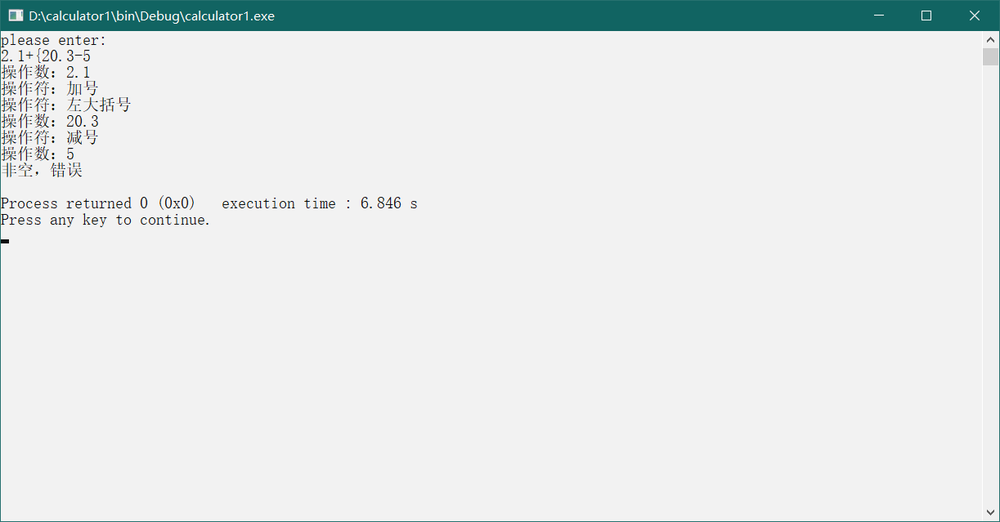 D:\calculator1\bin\Debug\calculator1.exe
please enter:
2.1+{20.3-5
操作数：2.1
操作符：加号
操作符：左大括号
操作数：20.3
操作符：减号
操作数：5
非空，错误
Process returned 0 (0x0)   execution time : 6.846 s
Press any key to continue.